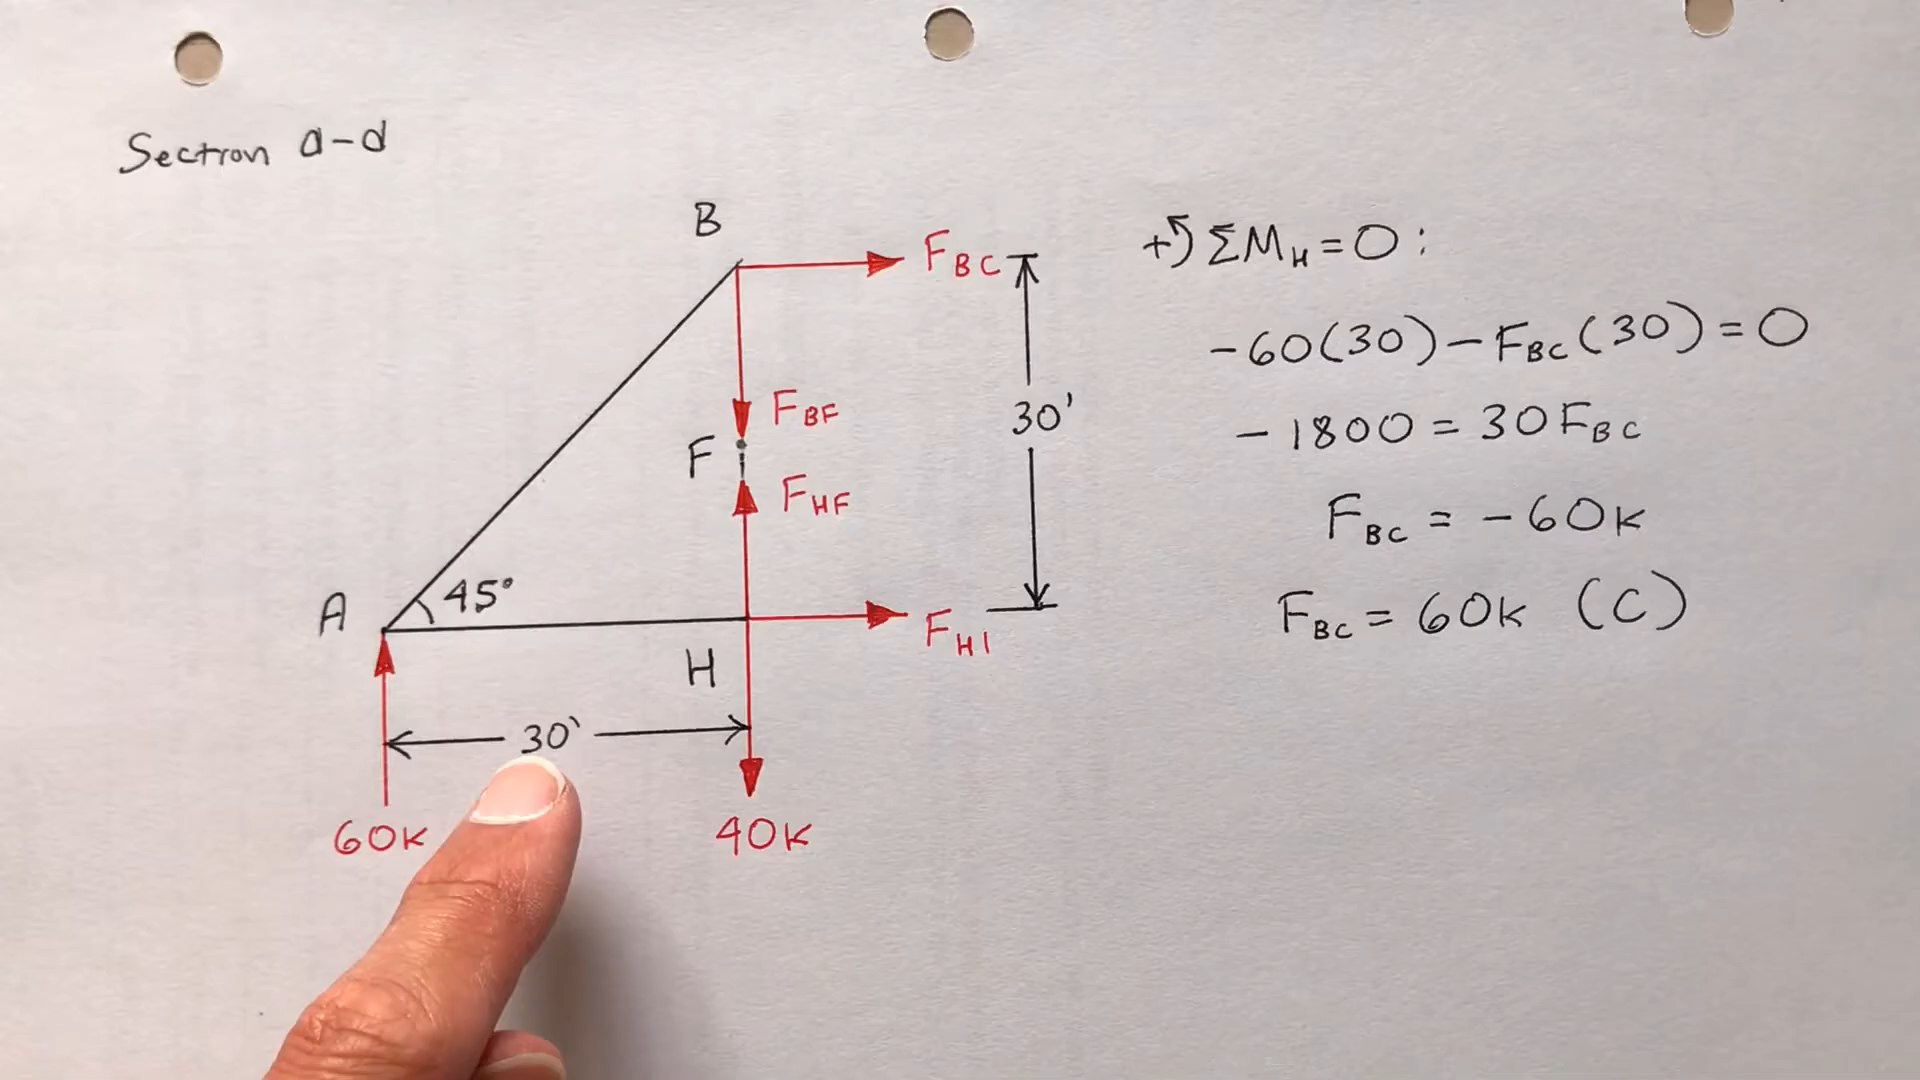 Section a-d
B
F_BC
30'
F_BF
F
F_HF
A
45°
F_HI
H
30'
60K
40K
+↺ ΣM_H = 0 :
-60(30) - F_BC(30) = 0
-1800 = 30F_BC
F_BC = -60K
F_BC = 60K (C)